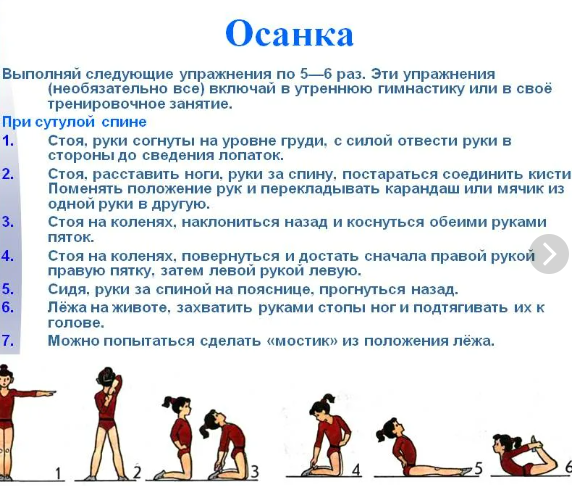 Осанка
Выполняй следующие упражнения по 5—6 раз. Эти упражнения
(необязательно все) включай в утреннюю гимнастику или в своё
тренировочное занятие.
При сутулой спине
1. Стоя, руки согнуты на уровне груди, с силой отвести руки в
стороны до сведения лопаток.
2. Стоя, расставить ноги, руки за спину, постараться соединить кисти
Поменять положение рук и перекладывать карандаш или мячик из
одной руки в другую.
3. Стоя на коленях, наклониться назад и коснуться обеими руками
пяток.
4. Стоя на коленях, повернуться и достать сначала правой рукой
правую пятку, затем левой рукой левую.
5. Сидя, руки за спиной на пояснице, прогнуться назад.
6. Лёжа на животе, захватить руками стопы ног и подтягивать их к
голове.
7. Можно попытаться сделать «мостик» из положения лёжа.
1 2 3 4 5 6